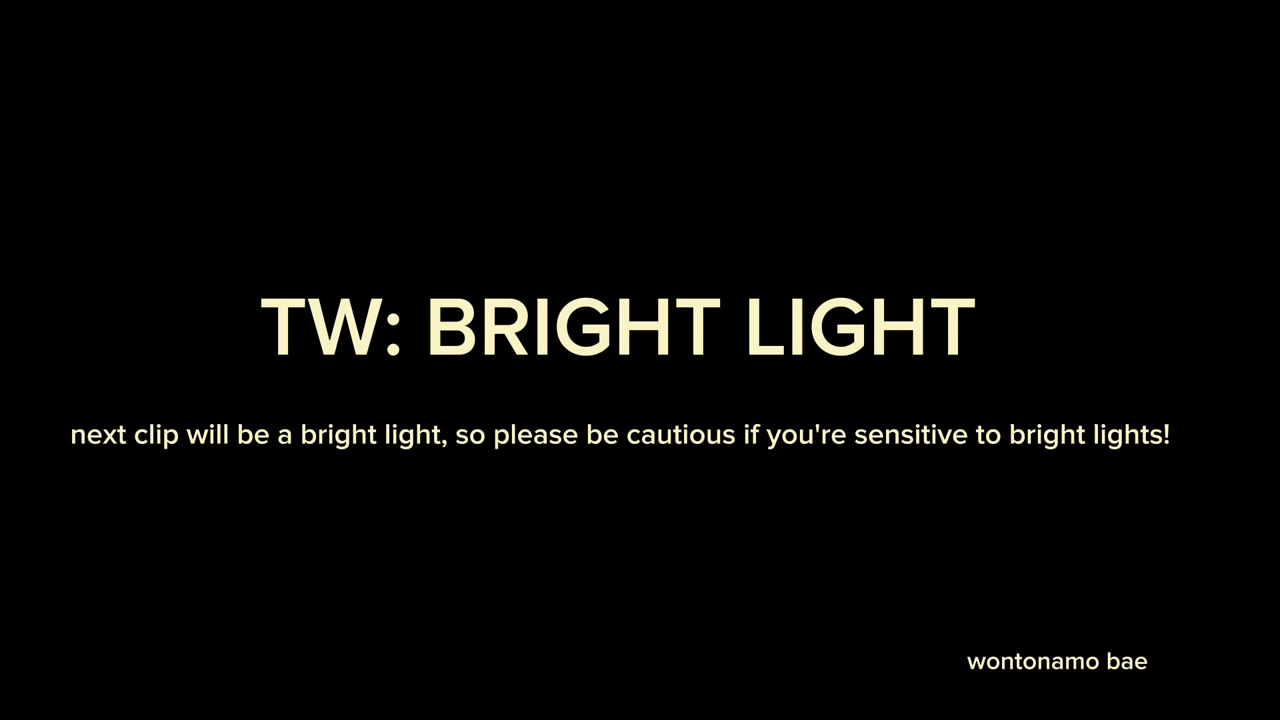 TW: BRIGHT LIGHT
next clip will be a bright light, so please be cautious if you're sensitive to bright lights!
wontonamo bae